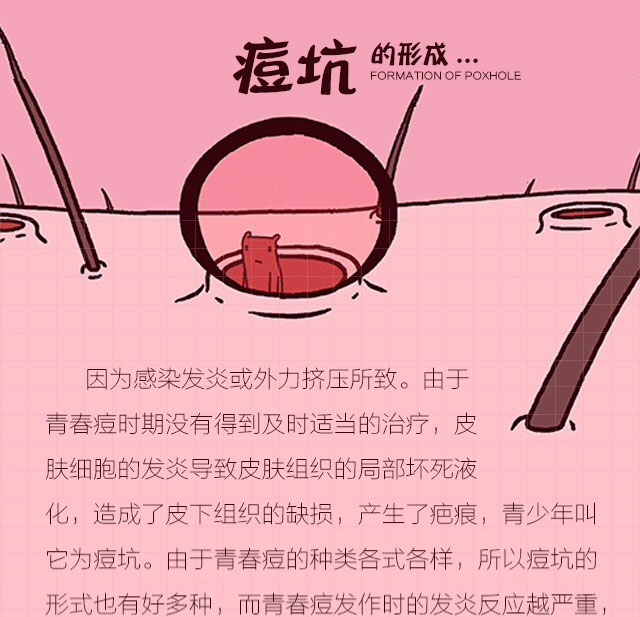 痘坑的形成...
FORMATION OF POXHOLE
因为感染发炎或外力挤压所致。由于
青春痘时期没有得到及时适当的治疗，皮
肤细胞的发炎导致皮肤组织的局部坏死液
化，造成了皮下组织的缺损，产生了疤痕，青少年叫
它为痘坑。由于青春痘的种类各式各样，所以痘坑的
形式也有好多种，而青春痘发作时的发炎反应越严重，